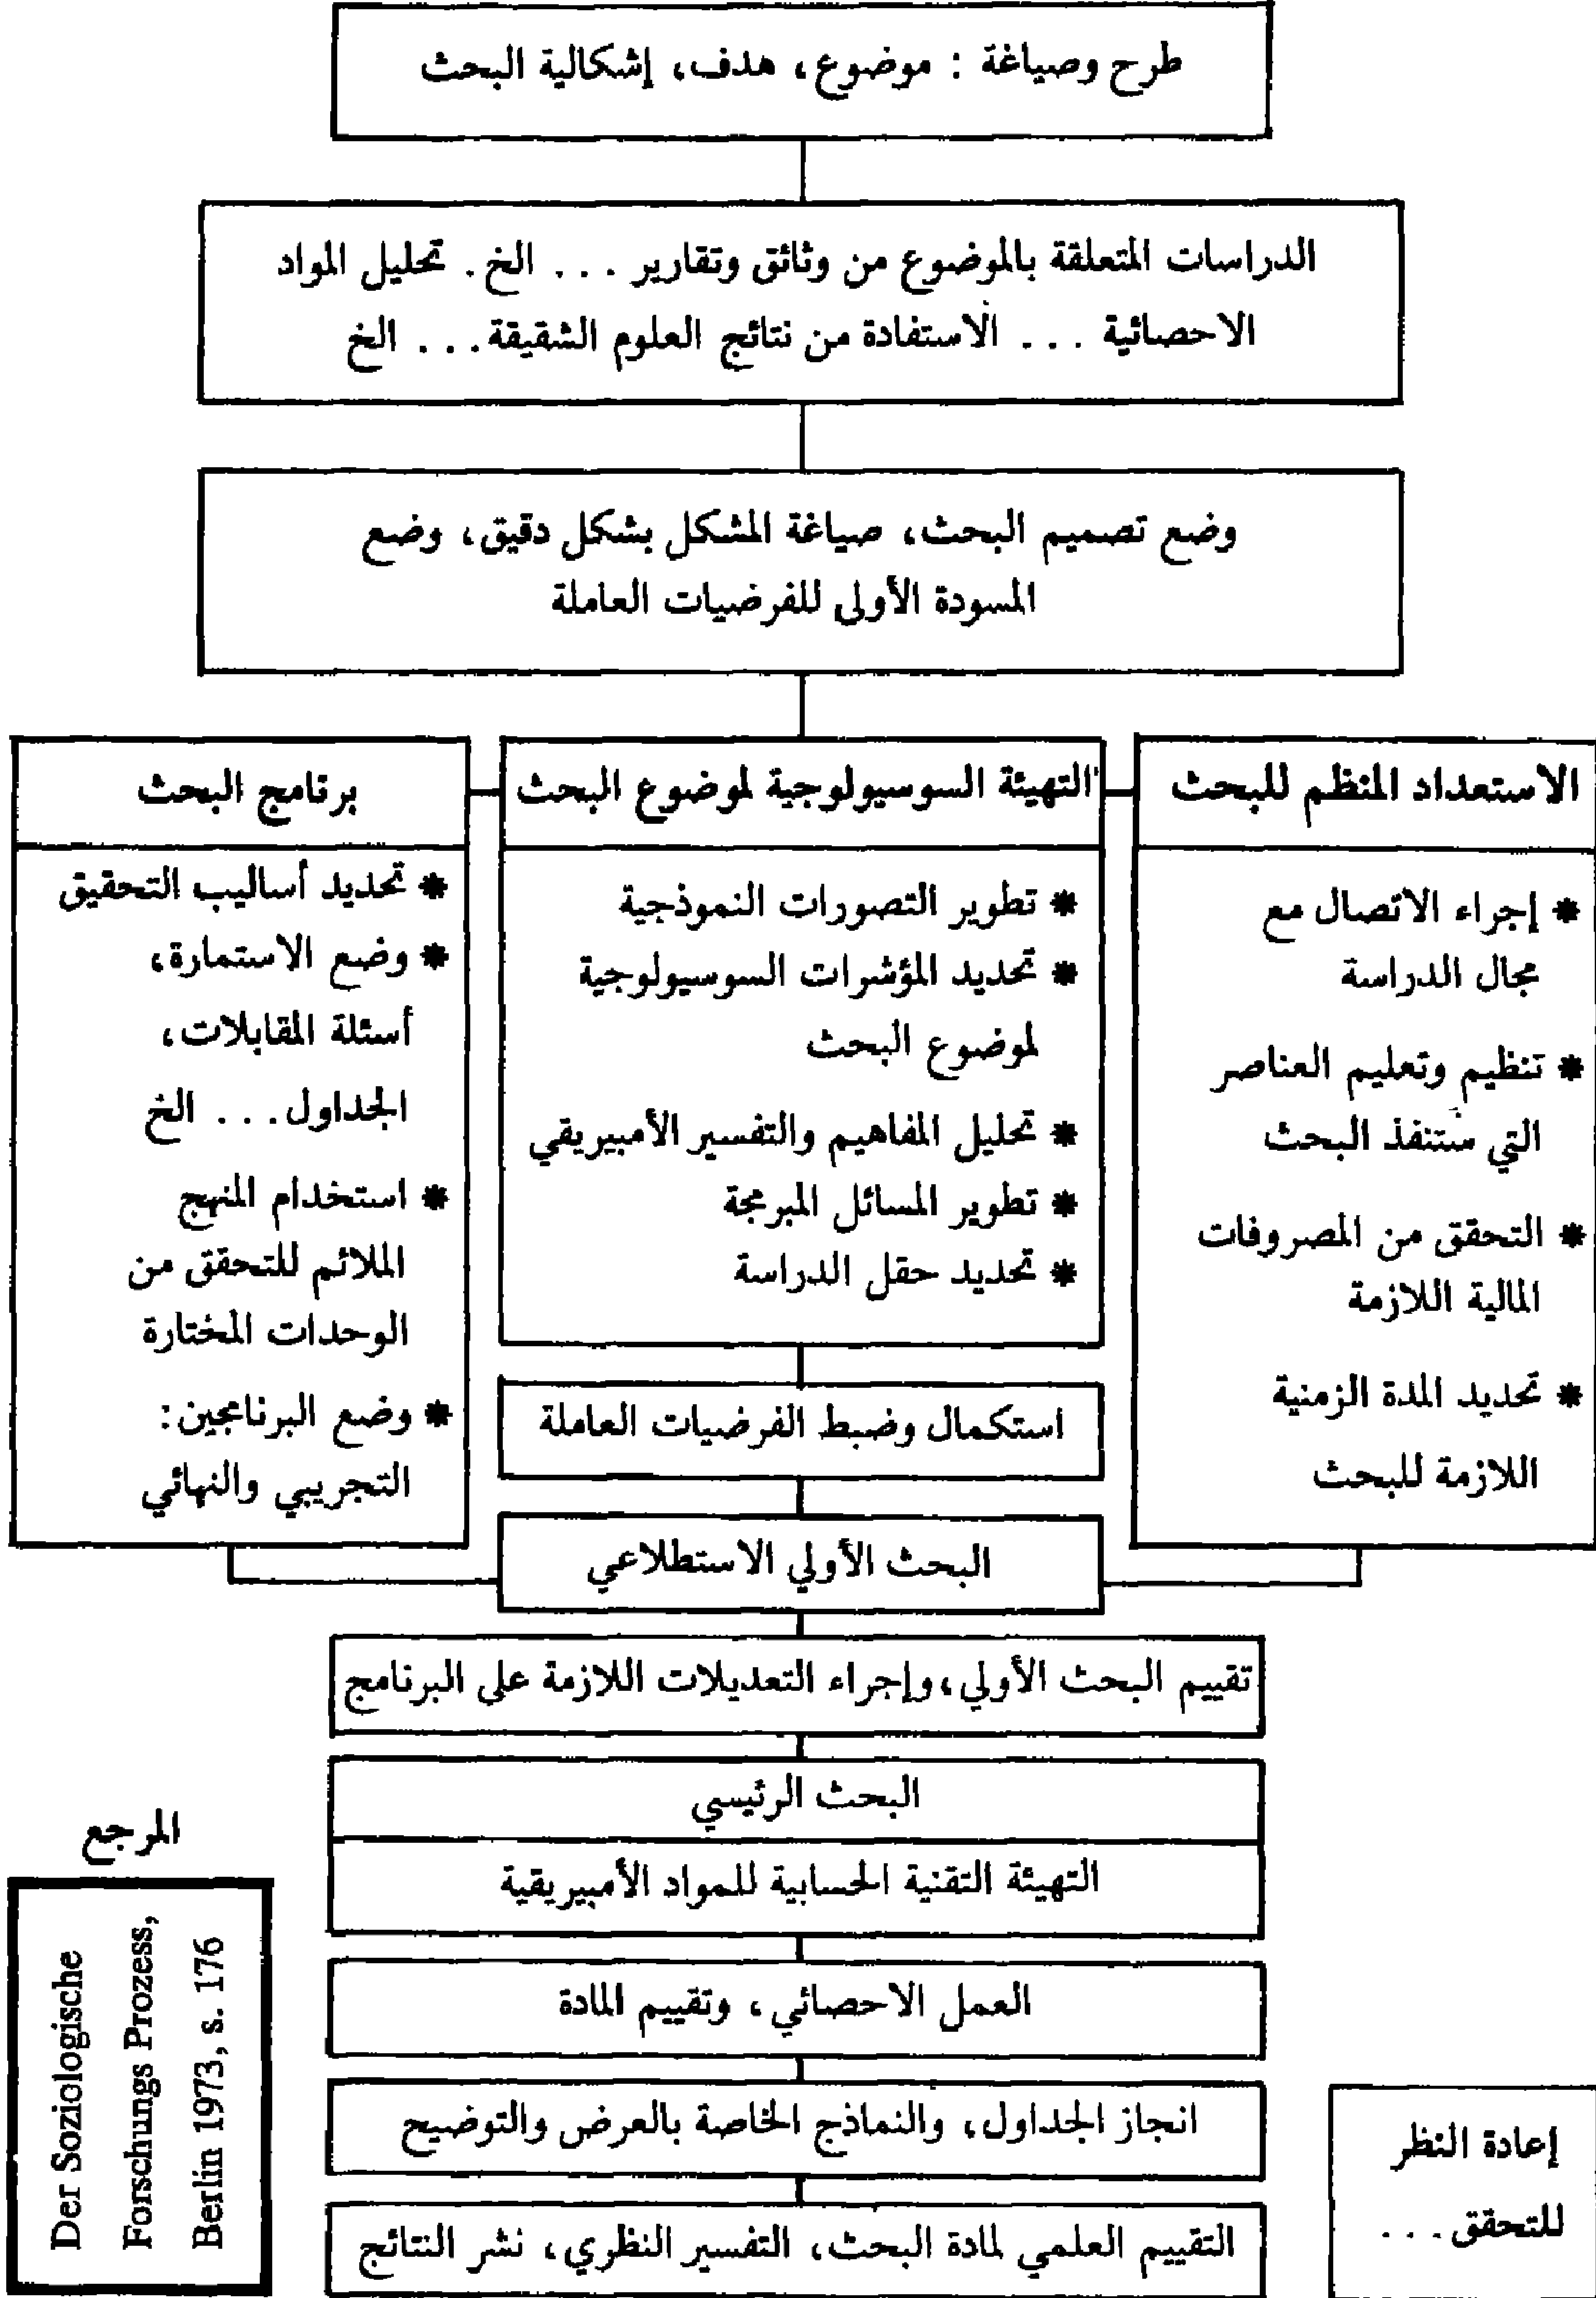 طرح وصياغة : موضوع، هدف، إشكالية البحث
الدراسات المتعلقة بالموضوع من وثائق وتقارير . . . الخ . تحليل المواد
الاحصائية . . . الاستفادة من نتائج العلوم الشقيقة . . . الخ
وضع تصميم البحث، صياغة المشكل بشكل دقيق، وضع
المسودة الأولى للفرضيات العاملة
الاستعداد المنظم للبحث
* إجراء الاتصال مع
مجال الدراسة
* تنظيم وتعليم العناصر
التي ستنفذ البحث
* التحقق من المصروفات
المالية اللازمة
* تحديد المدة الزمنية
اللازمة للبحث
التهيئة السوسيولوجية لموضوع البحث
* تطوير التصورات النموذجية
* تحديد المؤشرات السوسيولوجية
لموضوع البحث
* تحليل المفاهيم والتفسير الأمبيريقي
* تطوير المسائل المبرمجة
* تحديد حقل الدراسة
برنامج البحث
* تحديد أساليب التحقيق
* وضع الاستمارة،
أسئلة المقابلات،
الجداول . . . الخ
* استخدام المنهج
الملائم للتحقق من
الوحدات المختارة
* وضع البرنامجين :
التجريبي والنهائي
استكمال وضبط الفرضيات العاملة
البحث الأولي الاستطلاعي
تقييم البحث الأولي، وإجراء التعديلات اللازمة على البرنامج
البحث الرئيسي
التهيئة التقنية الحسابية للمواد الأمبيريقية
العمل الاحصائي، وتقييم المادة
انجاز الجداول، والنماذج الخاصة بالعرض والتوضيح
التقييم العلمي لمادة البحث، التفسير النظري، نشر النتائج
إعادة النظر
للتحقق . . .
المرجع
Der Soziologische
Forschungs Prozess,
Berlin 1973, s. 176